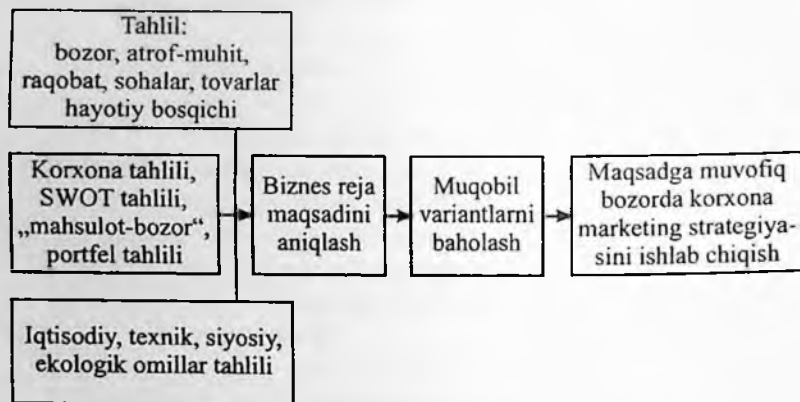 Tahlil:
bozor, atrof-muhit,
raqobat, sohalar, tovarlar
hayotiy bosqichi
Korxona tahlili,
SWOT tahlili,
„mahsulot-bozor“,
portfel tahlili
Biznes reja
maqsadini
aniqlash
Muqobil
variantlarni
baholash
Maqsadga muvofiq
bozorda korxona
marketing strategiya-
sini ishlab chiqish
Iqtisodiy, texnik, siyosiy,
ekologik omillar tahlili